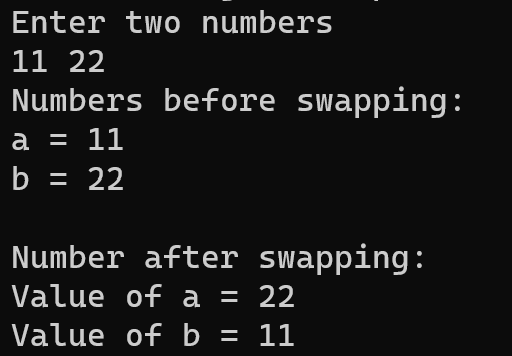 Enter two numbers
11 22
Numbers before swapping:
a = 11
b = 22
Number after swapping:
Value of a = 22
Value of b = 11